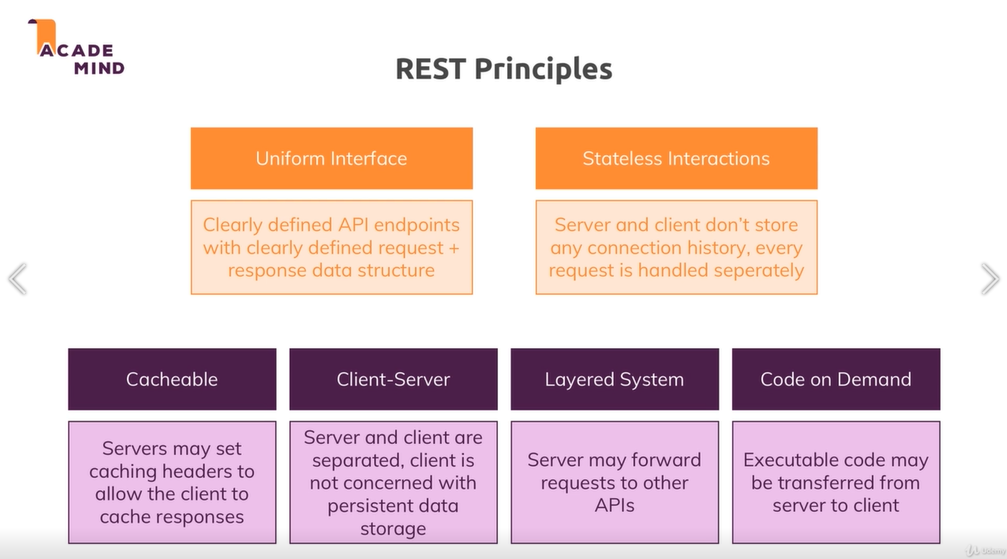 ACADE
MIND
REST Principles
Uniform Interface
Clearly defined API endpoints
with clearly defined request +
response data structure
Stateless Interactions
Server and client don't store
any connection history, every
request is handled seperately
Cacheable
Servers may set
caching headers to
allow the client to
cache responses
Client-Server
Server and client are
separated, client is
not concerned with
persistent data
storage
Layered System
Server may forward
requests to other
APIs
Code on Demand
Executable code may
be transferred from
server to client
Udemy